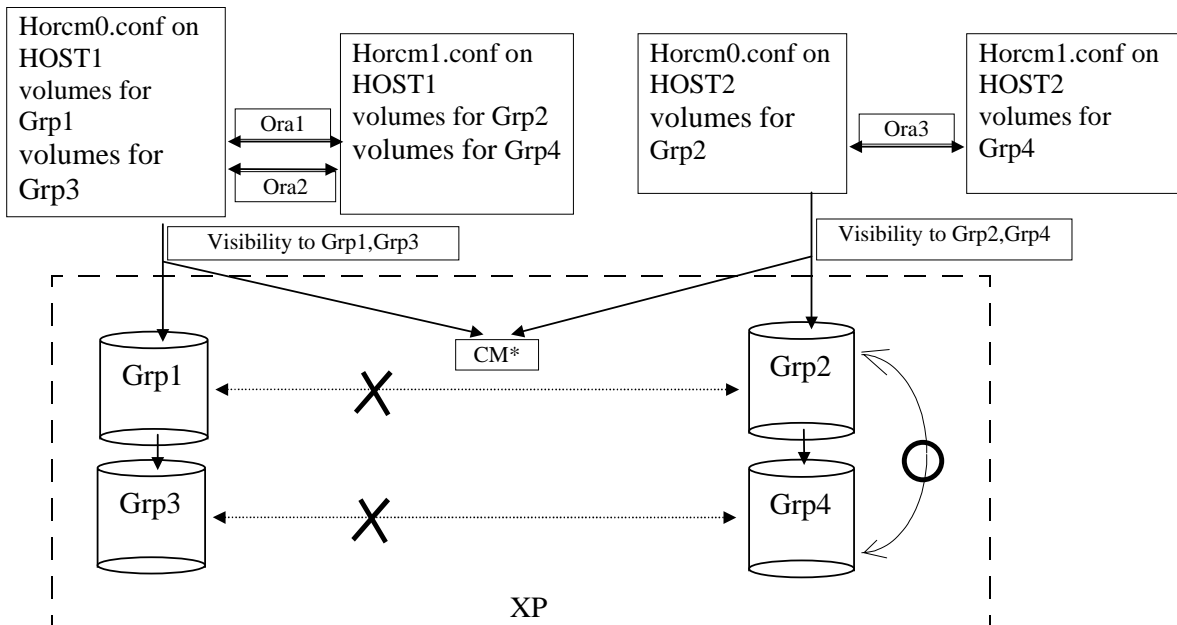 Horcm0.conf on
HOST1
volumes for
Grp1
volumes for
Grp3
Ora1
Ora2
Horcm1.conf on
HOST1
volumes for Grp2
volumes for Grp4
Horcm0.conf on
HOST2
volumes for
Grp2
Ora3
Horcm1.conf on
HOST2
volumes for
Grp4
Visibility to Grp1,Grp3
Visibility to Grp2,Grp4
CM*
Grp1
Grp2
Grp3
Grp4
XP